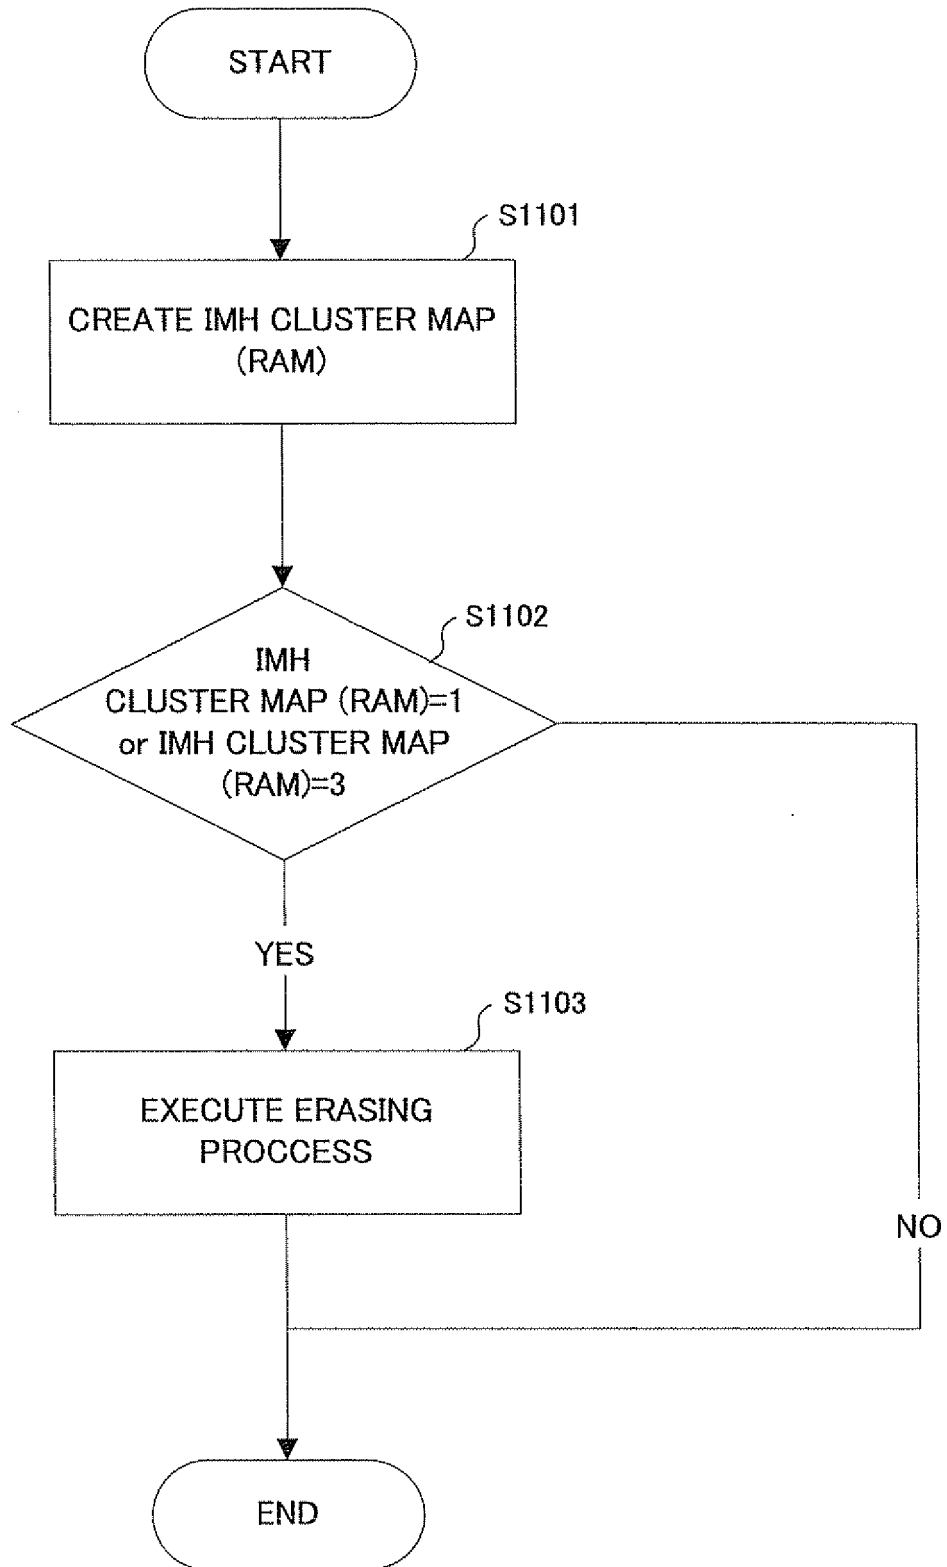 START
S1101
CREATE IMH CLUSTER MAP
(RAM)
S1102
IMH
CLUSTER MAP (RAM)=1
or IMH CLUSTER MAP
(RAM)=3
YES
S1103
EXECUTE ERASING
PROCCESS
NO
END